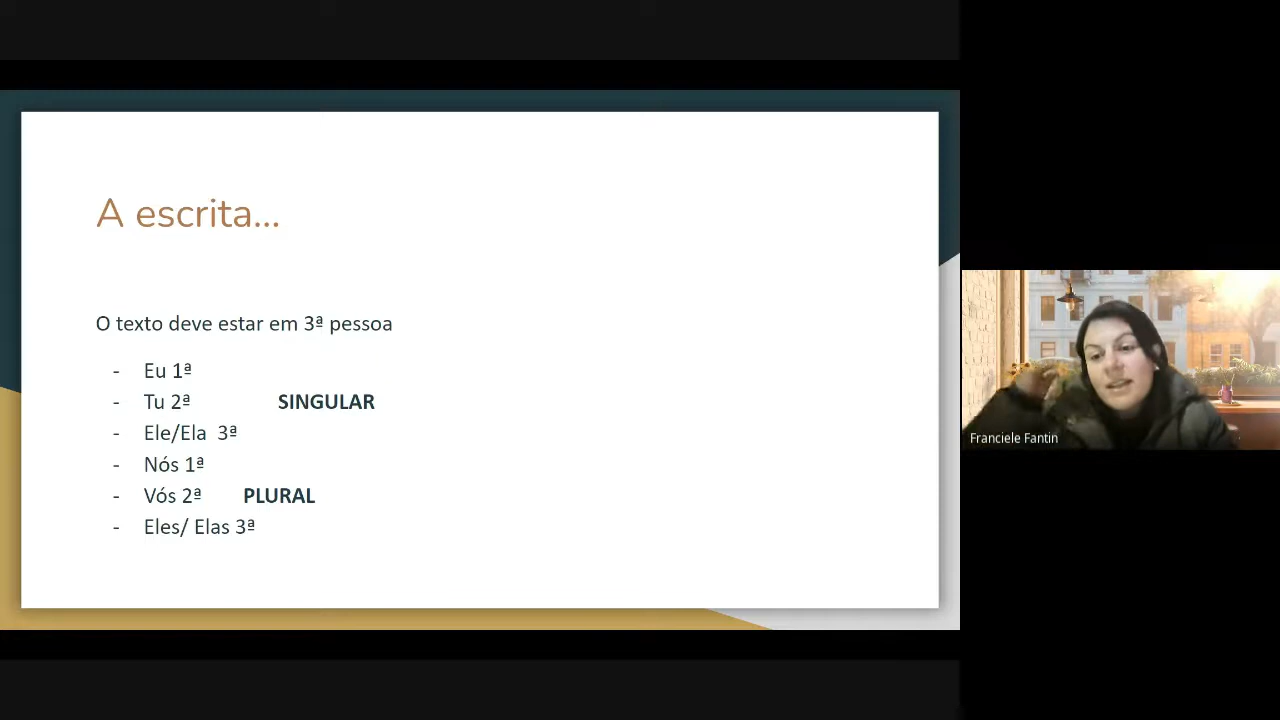 A escrita...
O texto deve estar em 3ª pessoa
- Eu 1ª
- Tu 2ª SINGULAR
- Ele/Ela 3ª
- Nós 1ª
- Vós 2ª PLURAL
- Eles/ Elas 3ª
Franciele Fantin